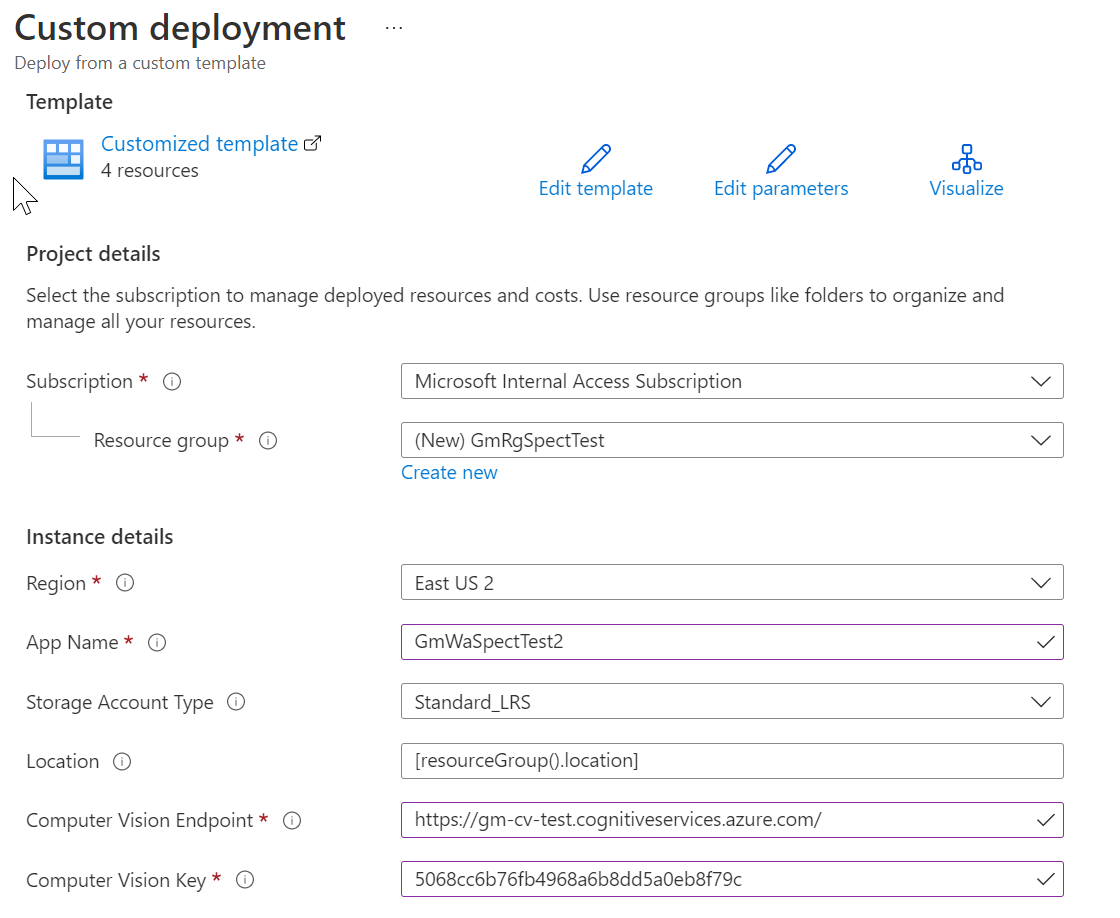 Custom deployment ...
Deploy from a custom template
Template
Customized template
4 resources
Edit template Edit parameters Visualize
Project details
Select the subscription to manage deployed resources and costs. Use resource groups like folders to organize and
manage all your resources.
Subscription * Microsoft Internal Access Subscription
Resource group * (New) GmRgSpectTest
Create new
Instance details
Region * East US 2
App Name * GmWaSpectTest2
Storage Account Type Standard_LRS
Location [resourceGroup().location]
Computer Vision Endpoint * https://gm-cv-test.cognitiveservices.azure.com/
Computer Vision Key * 5068cc6b76fb4968a6b8dd5a0eb8f79c